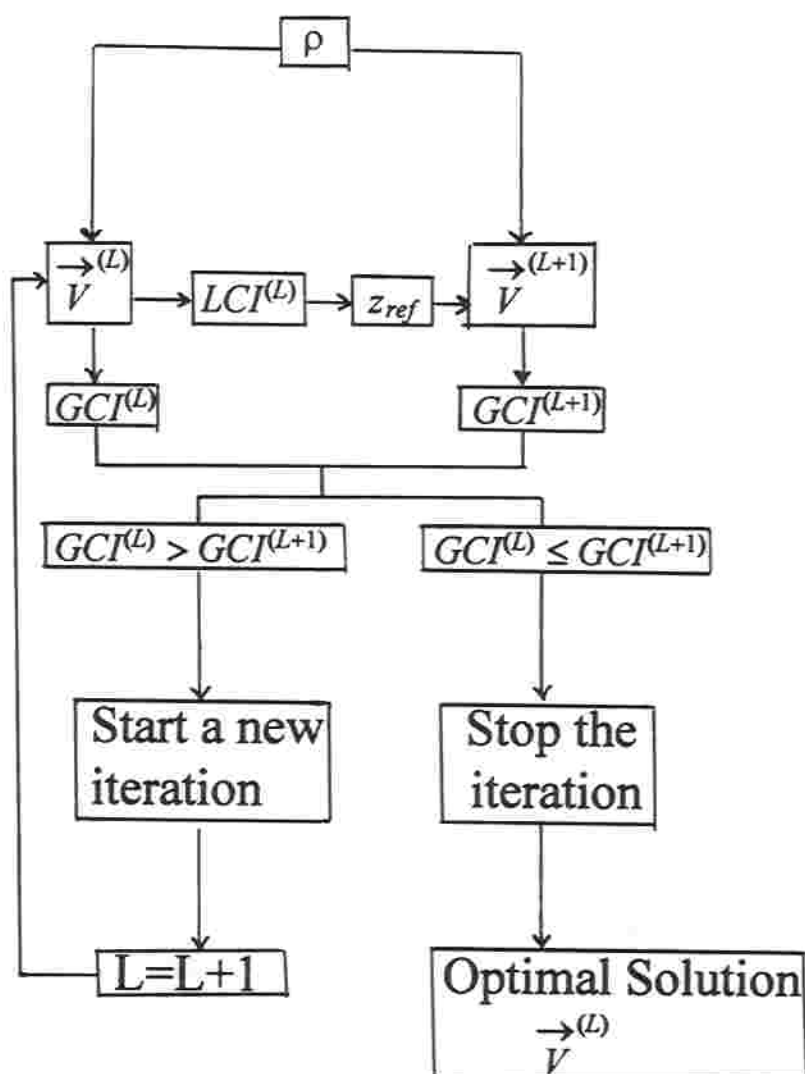 ρ
V⃗^(L)
LCI^(L)
z_ref
V⃗^(L+1)
GCI^(L)
GCI^(L+1)
GCI^(L) > GCI^(L+1)
GCI^(L) ≤ GCI^(L+1)
Start a new
iteration
Stop the
iteration
L=L+1
Optimal Solution
V⃗^(L)